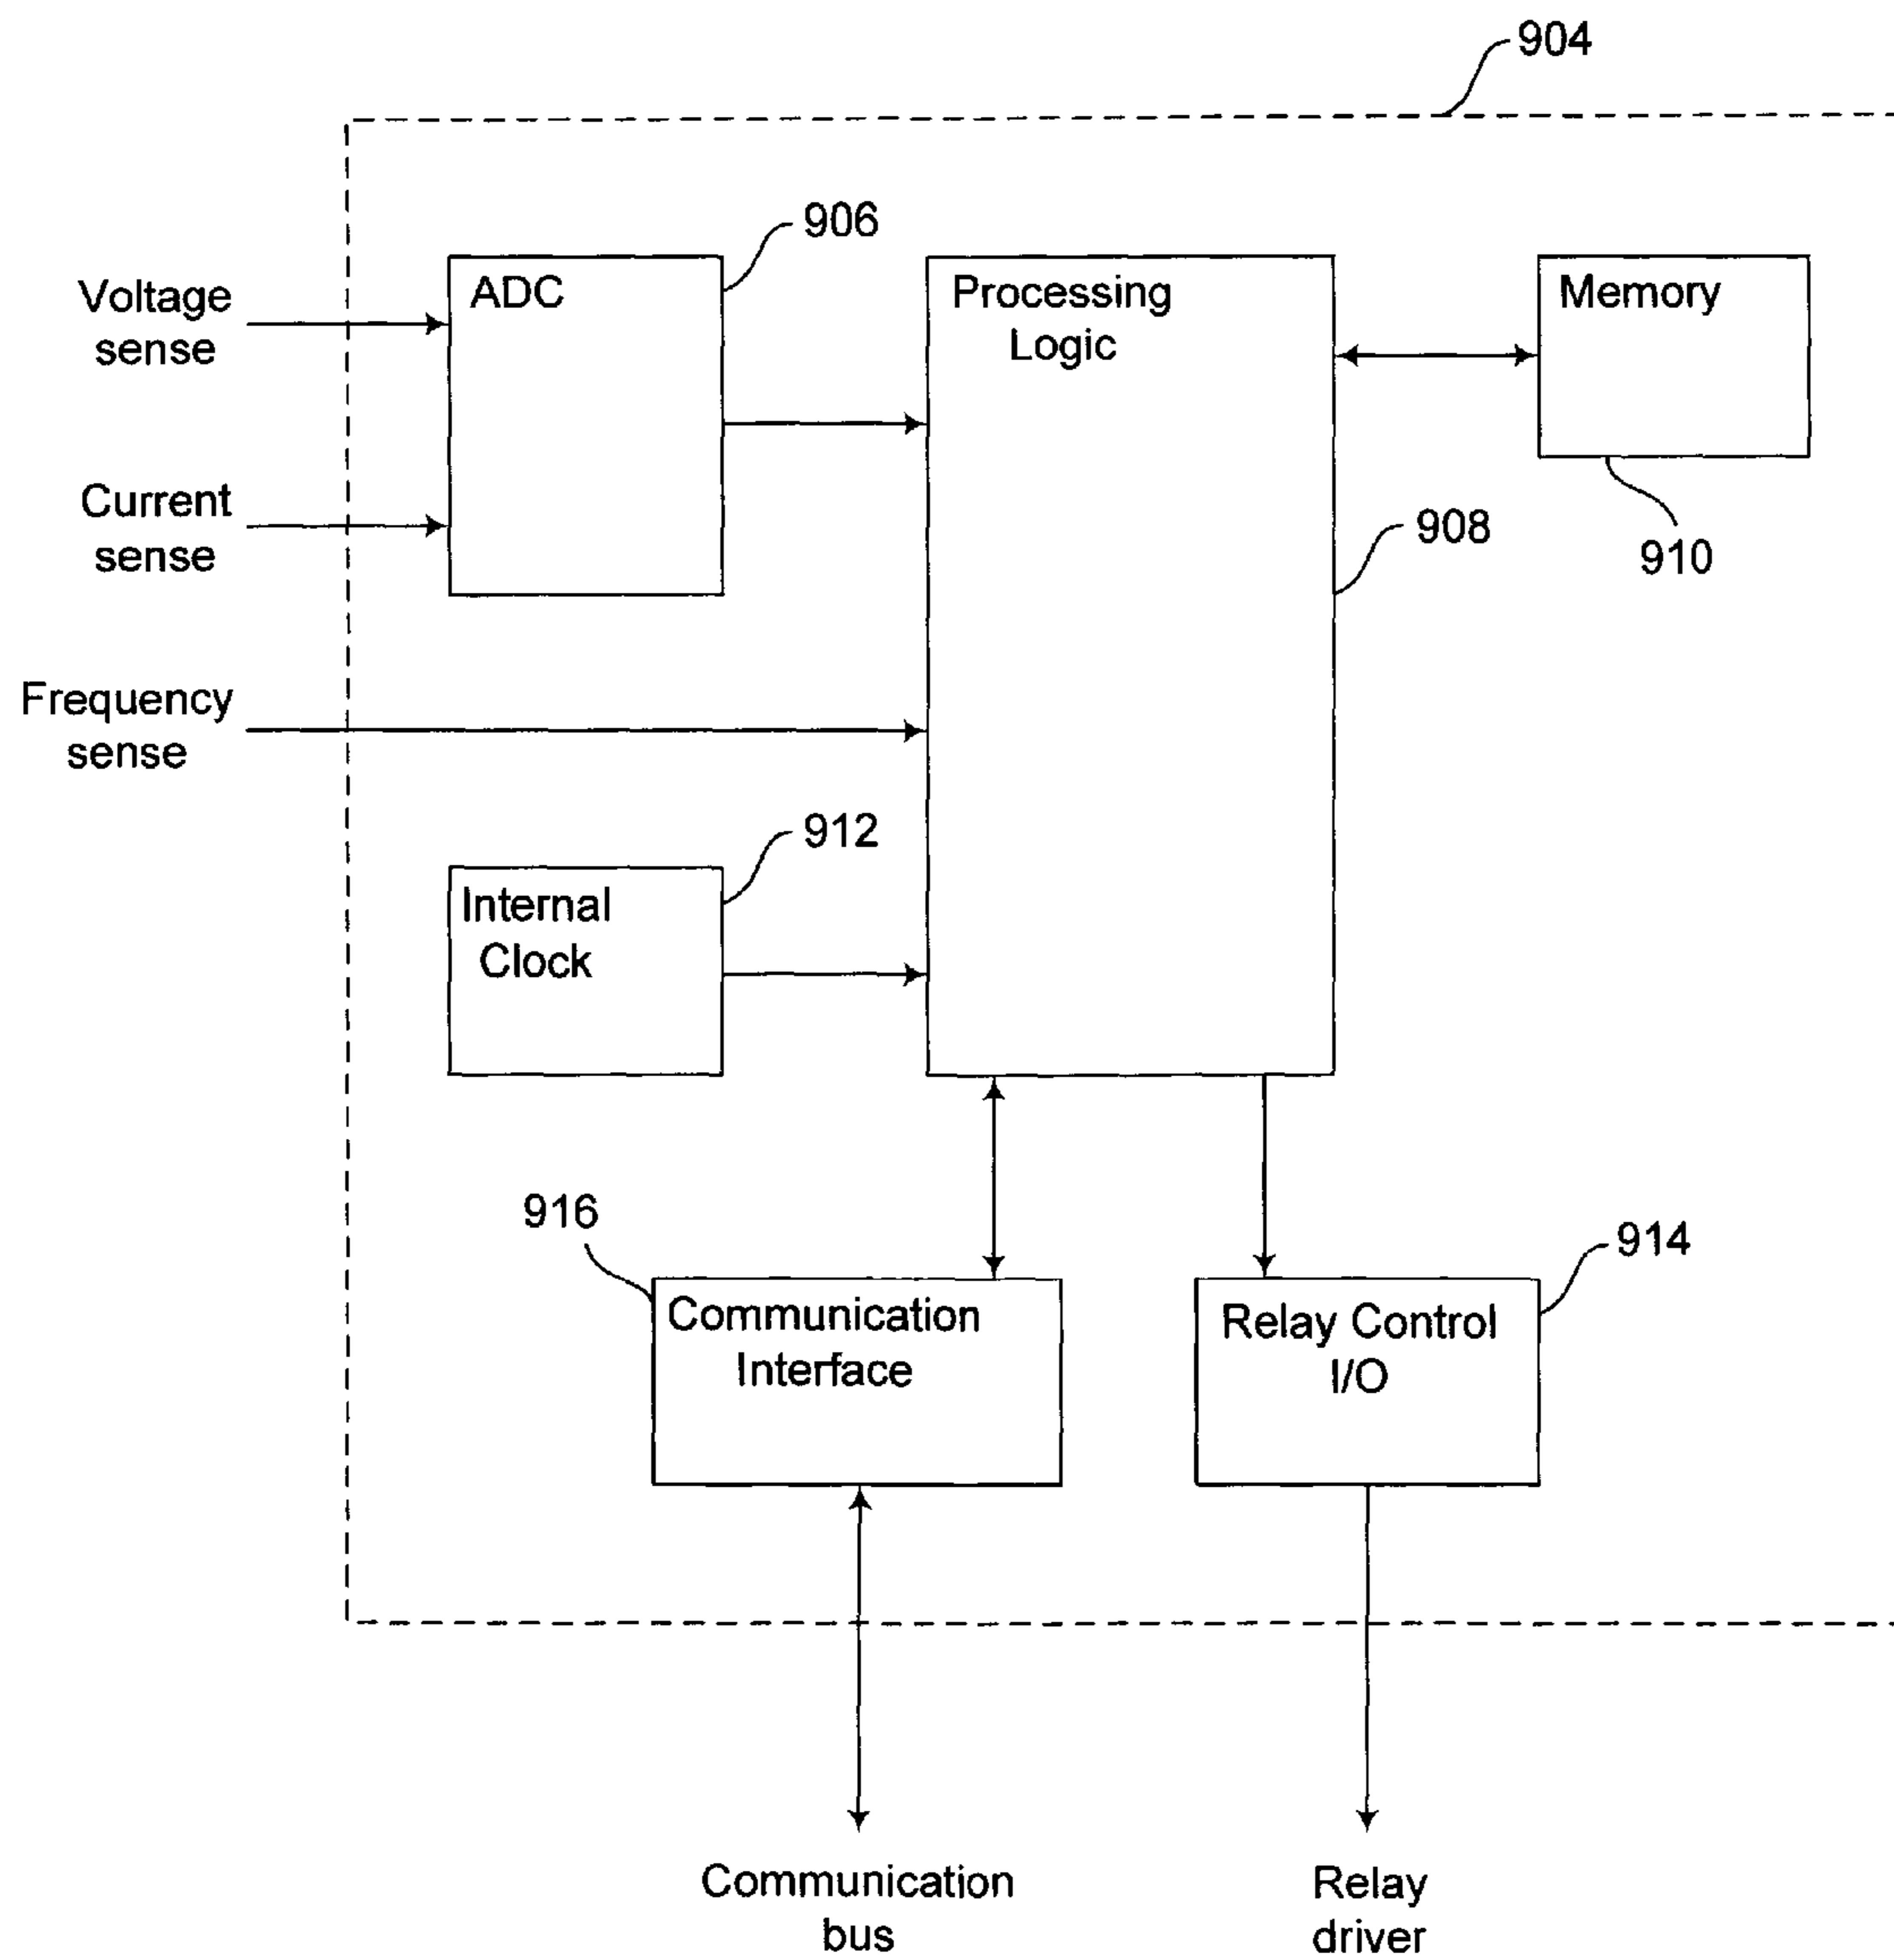 904
906
Voltage
sense
ADC
Processing
Logic
Memory
Current
sense
908
910
Frequency
sense
912
Internal
Clock
916
914
Communication
Interface
Relay Control
I/O
Communication
bus
Relay
driver